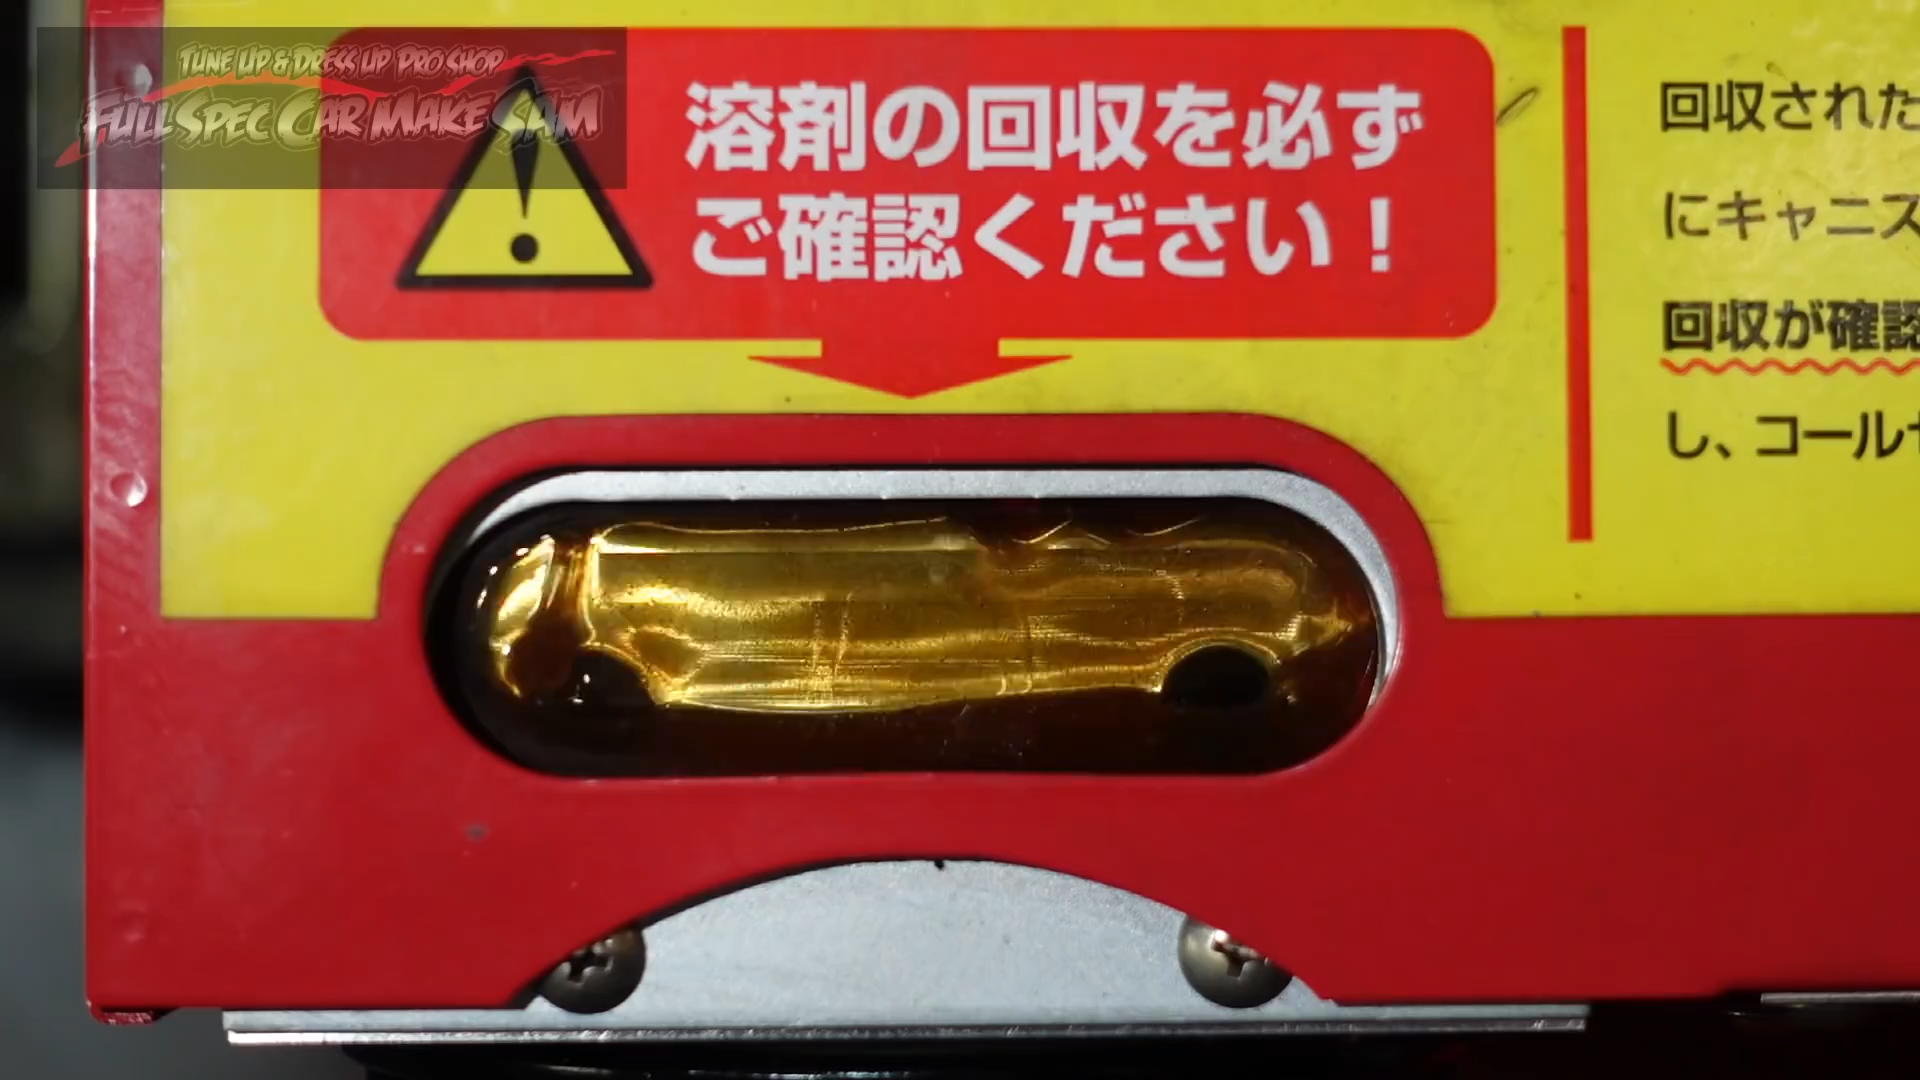 TUNE UP & DRESS UP PRO SHOP
FULL SPEC CAR MAKE SAM
溶剤の回収を必ず
ご確認ください！
回収された
にキャニス
回収が確認
し、コール